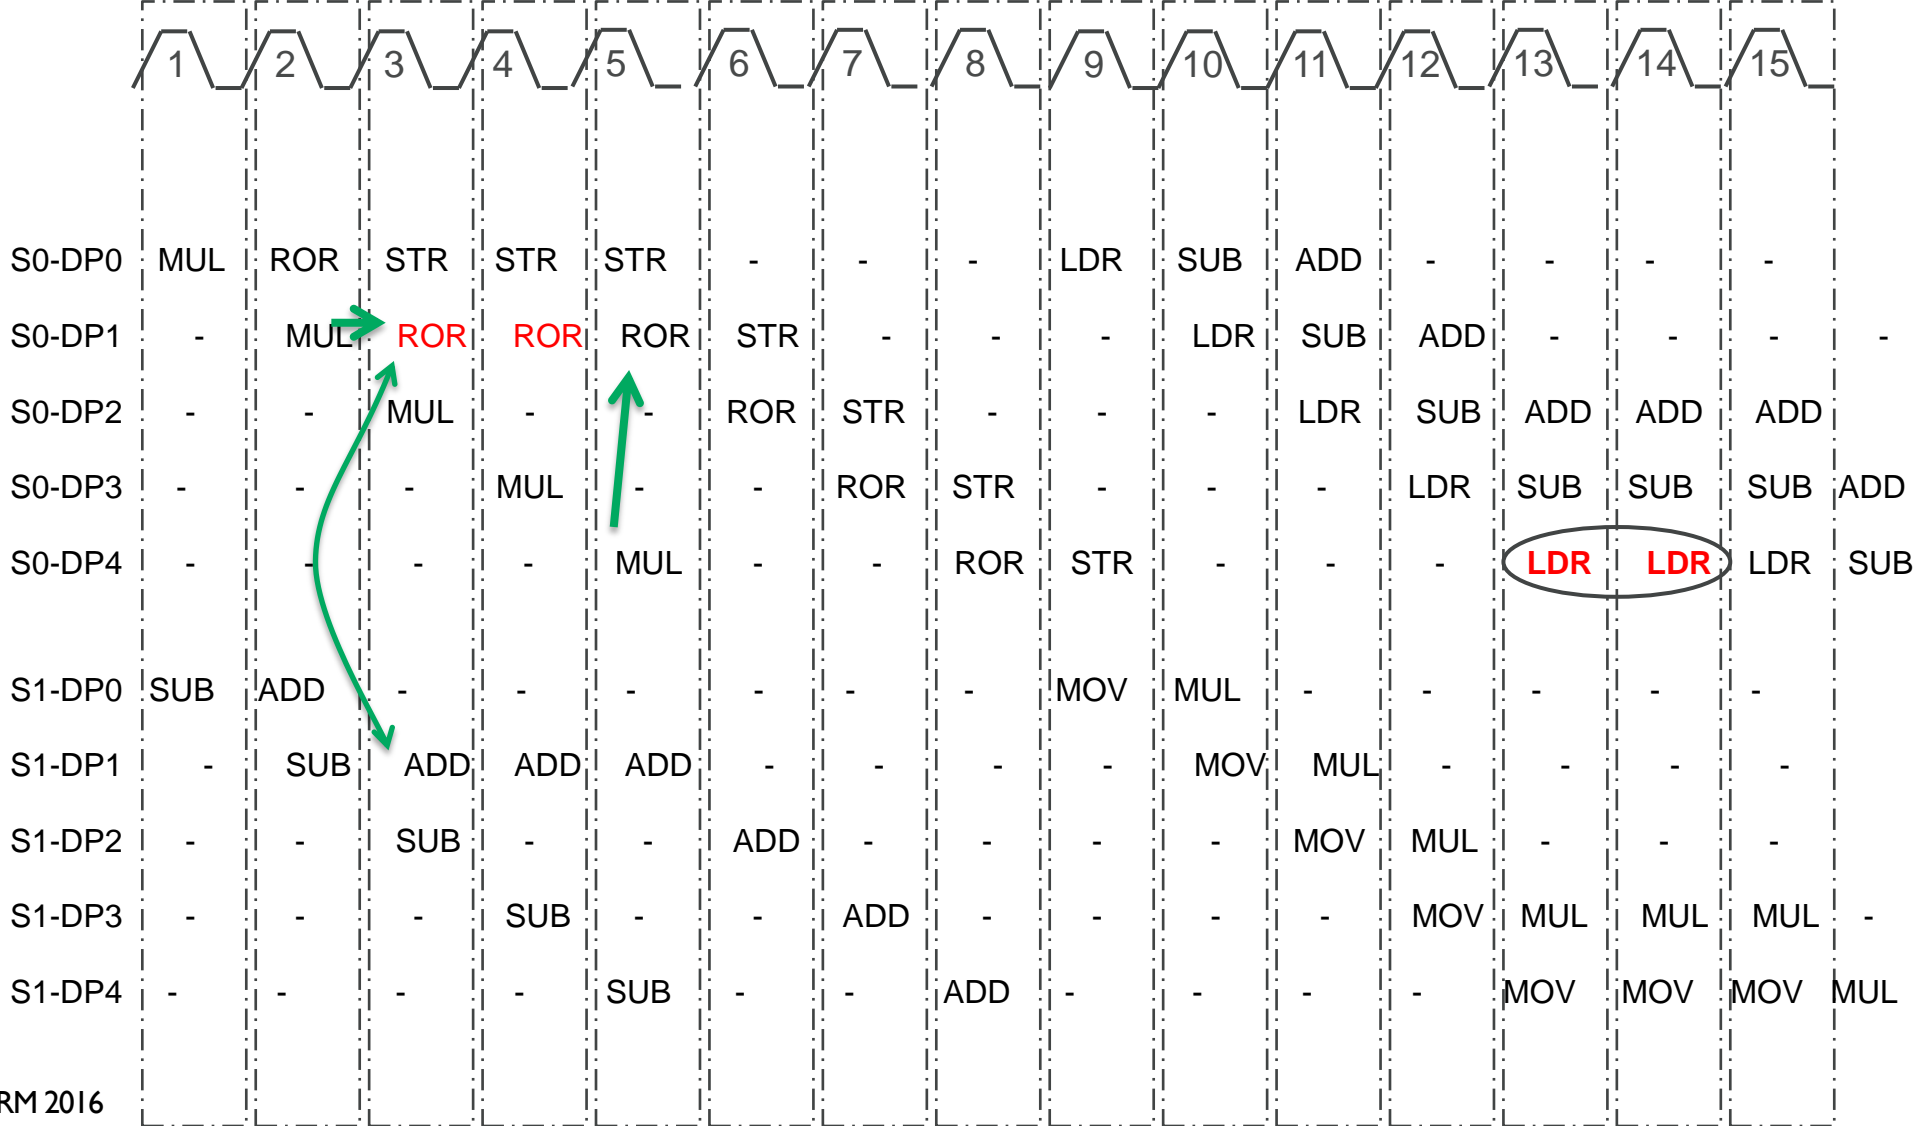 1 2 3 4 5 6 7 8 9 10 11 12 13 14 15
S0-DP0 MUL ROR STR STR STR - - - LDR SUB ADD - - - -
S0-DP1 - MUL ROR ROR ROR STR - - - LDR SUB ADD - - - -
S0-DP2 - - MUL - - ROR STR - - - LDR SUB ADD ADD ADD
S0-DP3 - - - MUL - - ROR STR - - - LDR SUB SUB SUB ADD
S0-DP4 - - - - MUL - - ROR STR - - - LDR LDR LDR SUB
S1-DP0 SUB ADD - - - - - - MOV MUL - - - - -
S1-DP1 - SUB ADD ADD ADD - - - - MOV MUL - - - -
S1-DP2 - - SUB - - ADD - - - - MOV MUL - - -
S1-DP3 - - - SUB - - ADD - - - - MOV MUL MUL MUL -
S1-DP4 - - - - SUB - - ADD - - - - MOV MOV MOV MUL
RM 2016